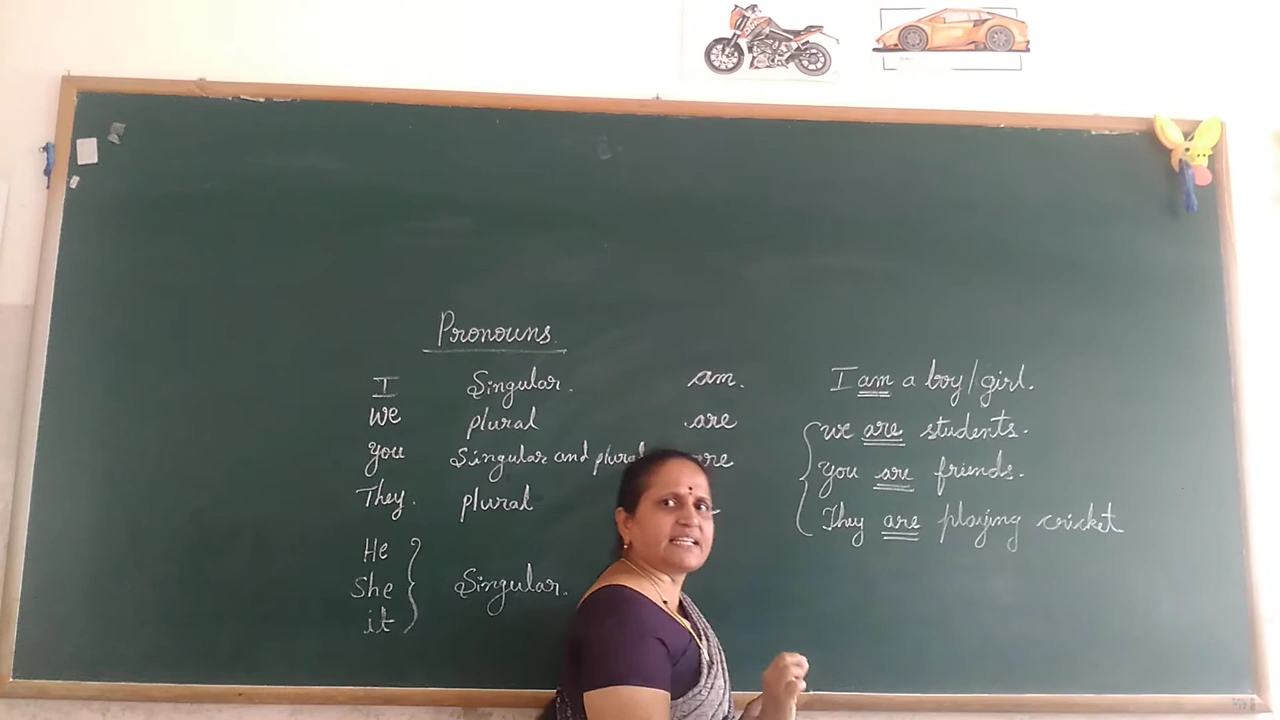 Pronouns.
I Singular. am. I am a boy/girl.
we plural .are we are students.
you Singular and plural are you are friends.
They. plural They are playing cricket
He
She Singular.
it